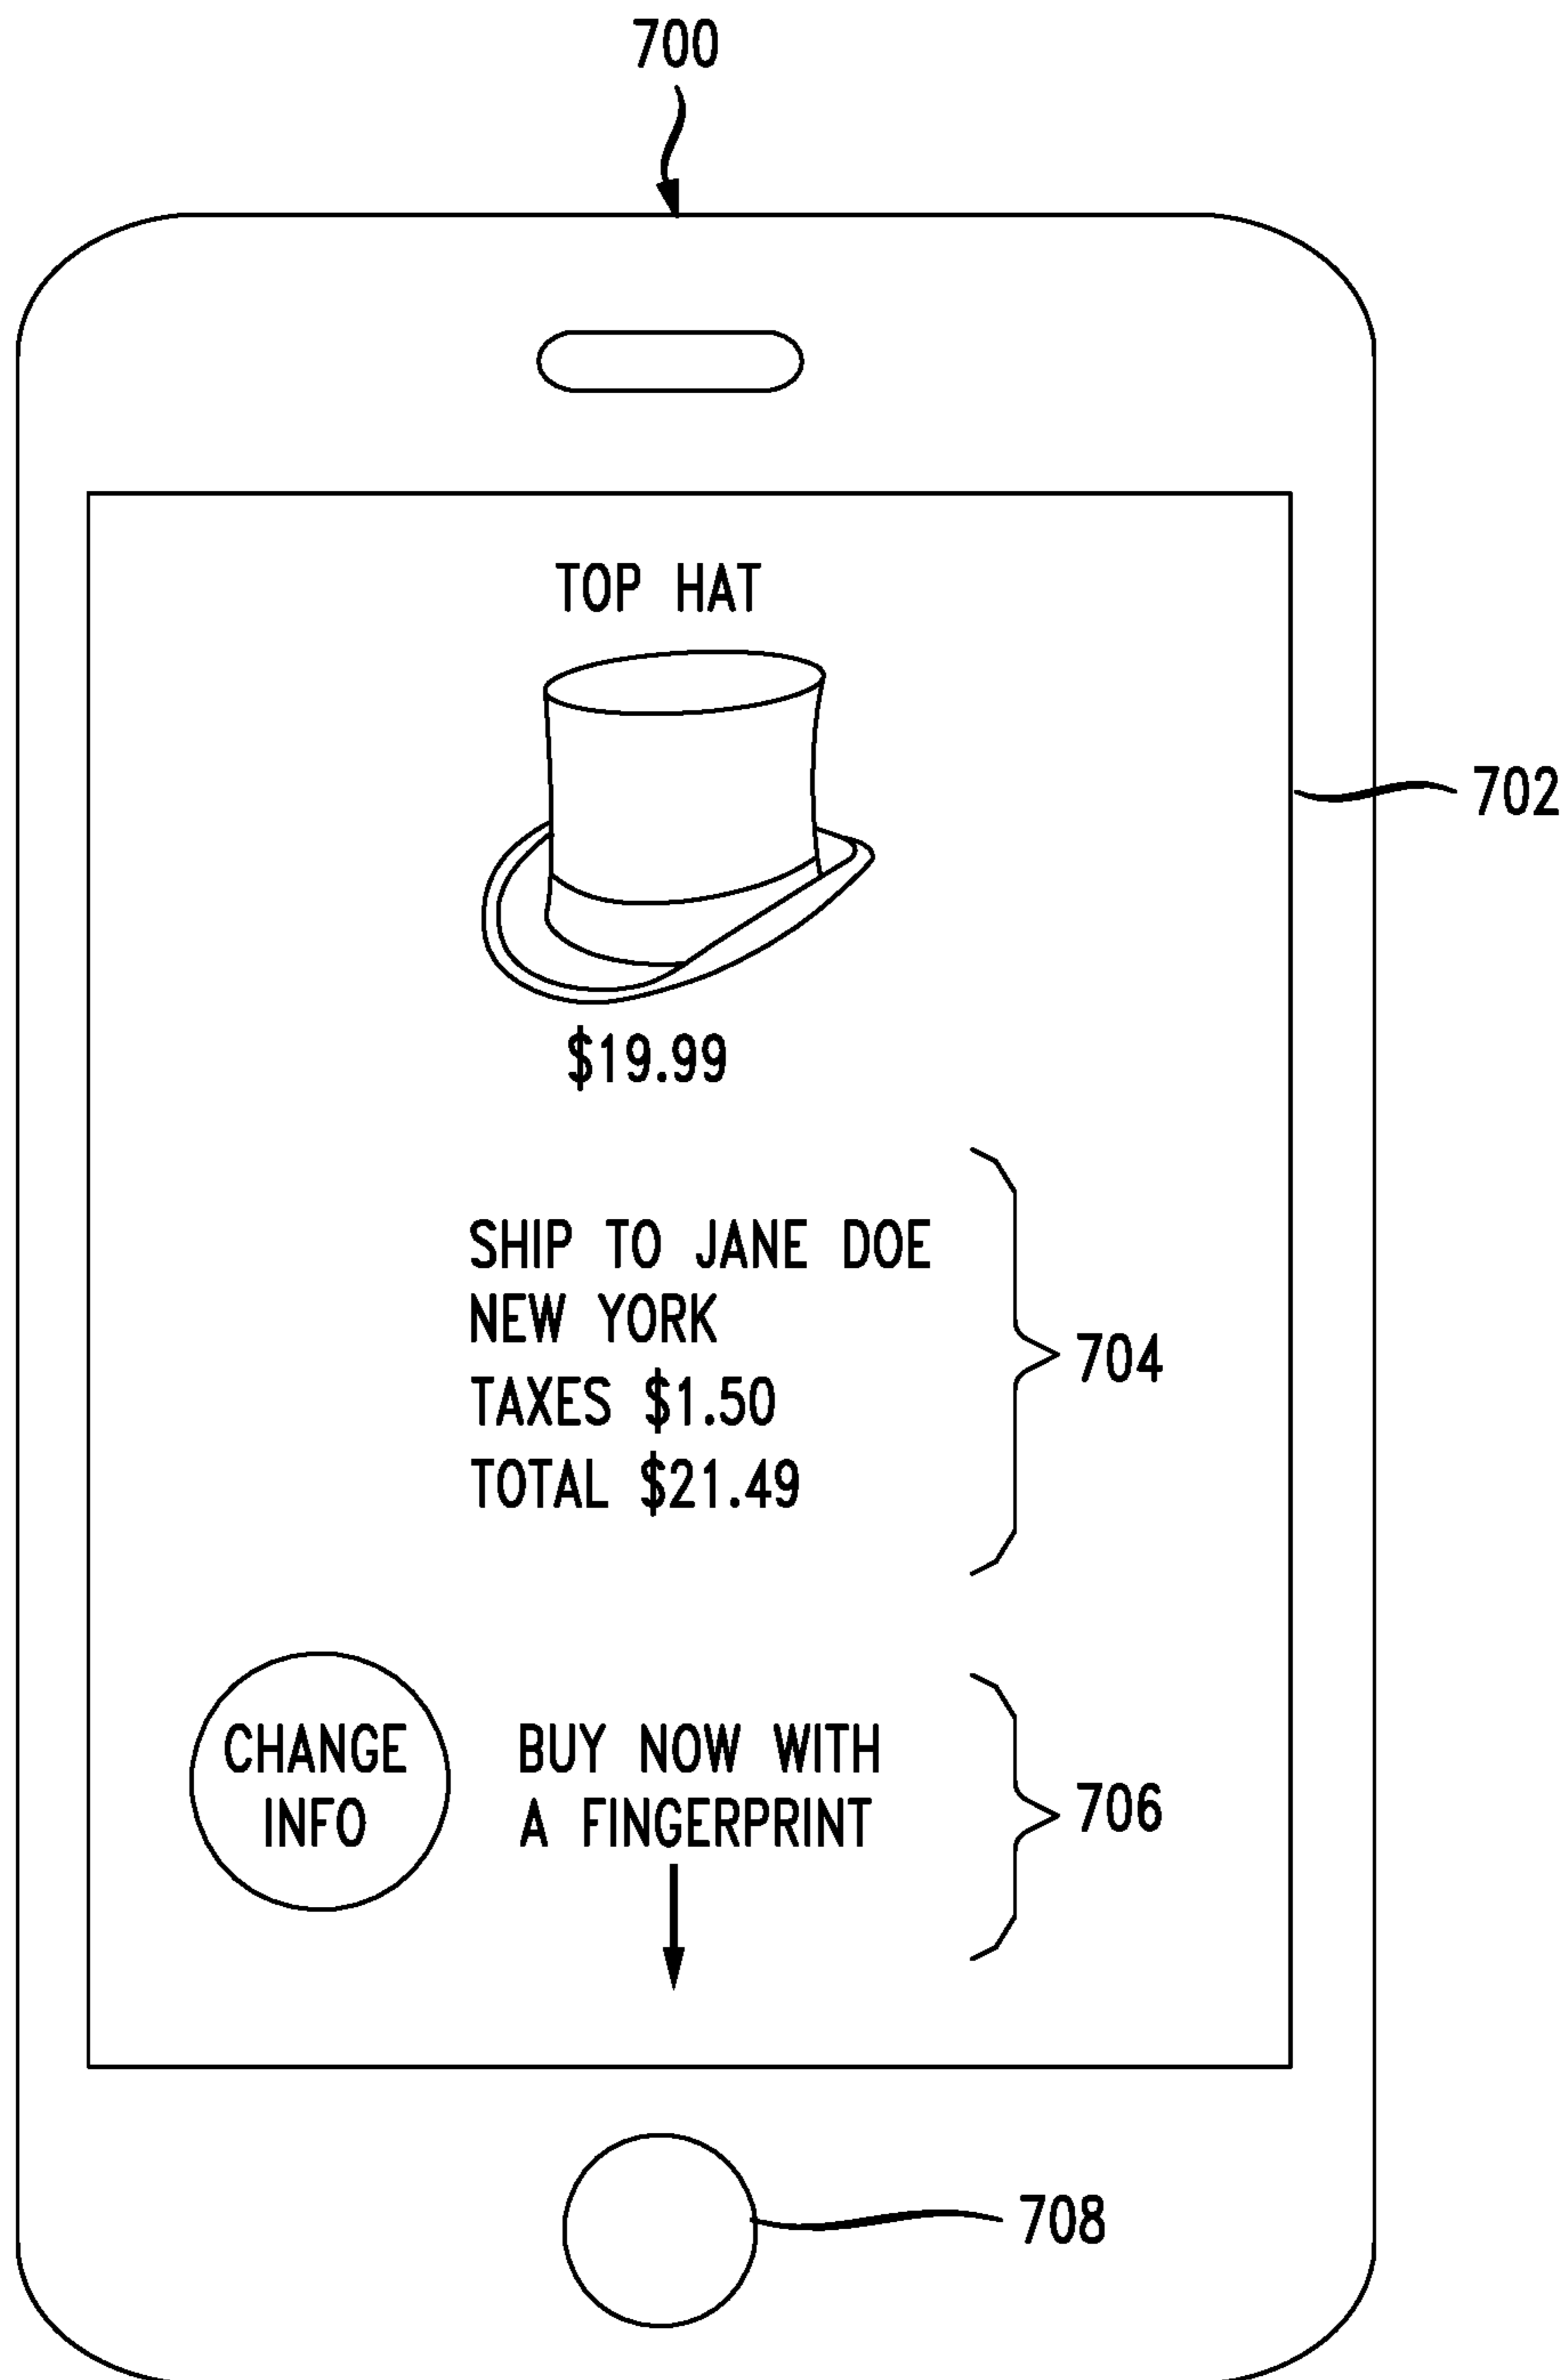 700
TOP HAT
702
$19.99
SHIP TO JANE DOE
NEW YORK
704
TAXES $1.50
TOTAL $21.49
CHANGE
INFO
BUY NOW WITH
A FINGERPRINT
706
708